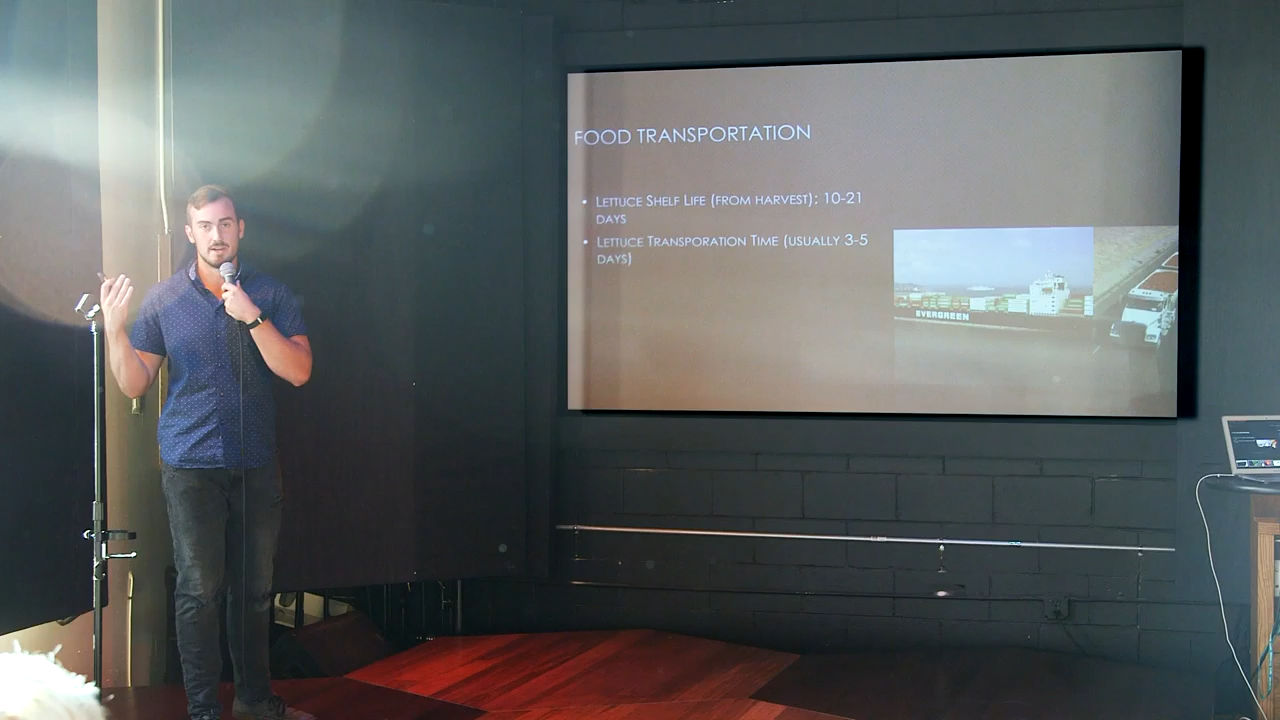 FOOD TRANSPORTATION
• LETTUCE SHELF LIFE (FROM HARVEST): 10-21
DAYS
• LETTUCE TRANSPORATION TIME (USUALLY 3-5
DAYS)
EVERGREEN